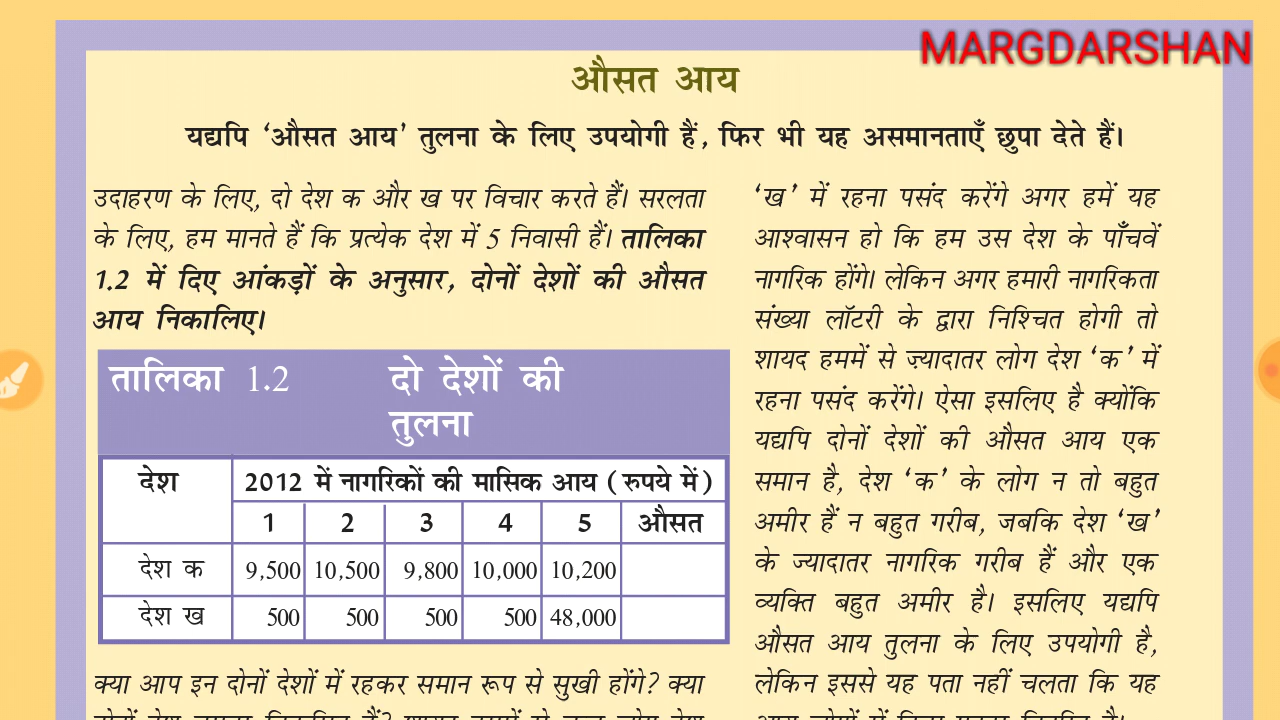 MARGDARSHAN
औसत आय
यद्यपि ‘औसत आय’ तुलना के लिए उपयोगी हैं, फिर भी यह असमानताएँ छुपा देते हैं।
उदाहरण के लिए, दो देश क और ख पर विचार करते हैं। सरलता
के लिए, हम मानते हैं कि प्रत्येक देश में 5 निवासी हैं। तालिका
1.2 में दिए आंकड़ों के अनुसार, दोनों देशों की औसत
आय निकालिए।
तालिका 1.2 दो देशों की
तुलना
देश 2012 में नागरिकों की मासिक आय (रुपये में)
1 2 3 4 5 औसत
देश क 9,500 10,500 9,800 10,000 10,200
देश ख 500 500 500 500 48,000
क्या आप इन दोनों देशों में रहकर समान रूप से सुखी होंगे? क्या
‘ख’ में रहना पसंद करेंगे अगर हमें यह
आश्वासन हो कि हम उस देश के पाँचवें
नागरिक होंगे। लेकिन अगर हमारी नागरिकता
संख्या लॉटरी के द्वारा निश्चित होगी तो
शायद हममें से ज़्यादातर लोग देश ‘क’ में
रहना पसंद करेंगे। ऐसा इसलिए है क्योंकि
यद्यपि दोनों देशों की औसत आय एक
समान है, देश ‘क’ के लोग न तो बहुत
अमीर हैं न बहुत गरीब, जबकि देश ‘ख’
के ज्यादातर नागरिक गरीब हैं और एक
व्यक्ति बहुत अमीर है। इसलिए यद्यपि
औसत आय तुलना के लिए उपयोगी है,
लेकिन इससे यह पता नहीं चलता कि यह